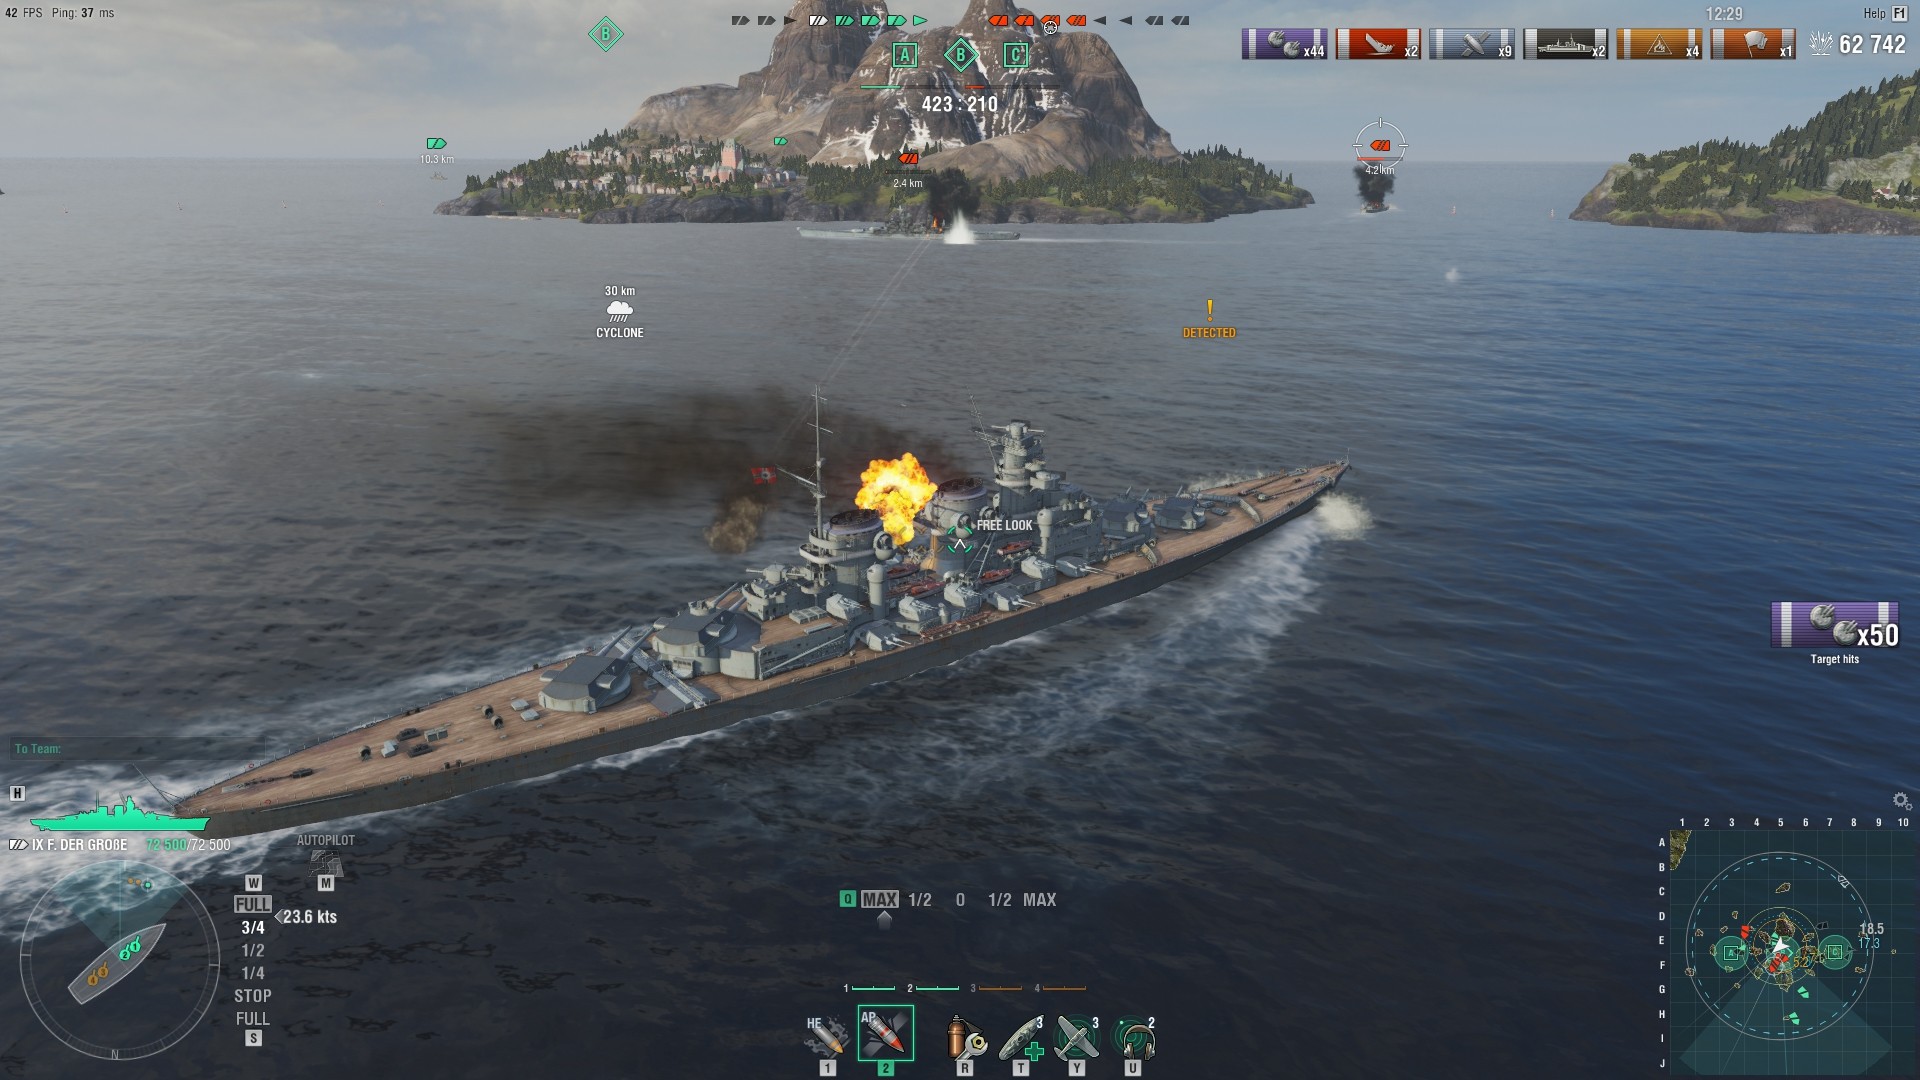 42 FPS Ping: 37 ms
12:29
Help F1
B
A B C
423 : 210
x44 x2 x9 x2 x4 x1 62 742
10.3 km
2.4 km
4.2 km
30 km
CYCLONE
!
DETECTED
FREE LOOK
x50
Target hits
To Team:
H
IX F. DER GROßE 72 500/72 500
AUTOPILOT
M
W
FULL
23.6 kts
3/4
1/2
1/4
STOP
FULL
S
N
1 2 3 4
Q MAX 1/2 0 1/2 MAX
1 2 3 4
HE AP 3 3 2
1 2 R T Y U
1 2 3 4 5 6 7 8 9 10
A
B
C
D
E
F
G
H
I
J
A C
18.5
17.3